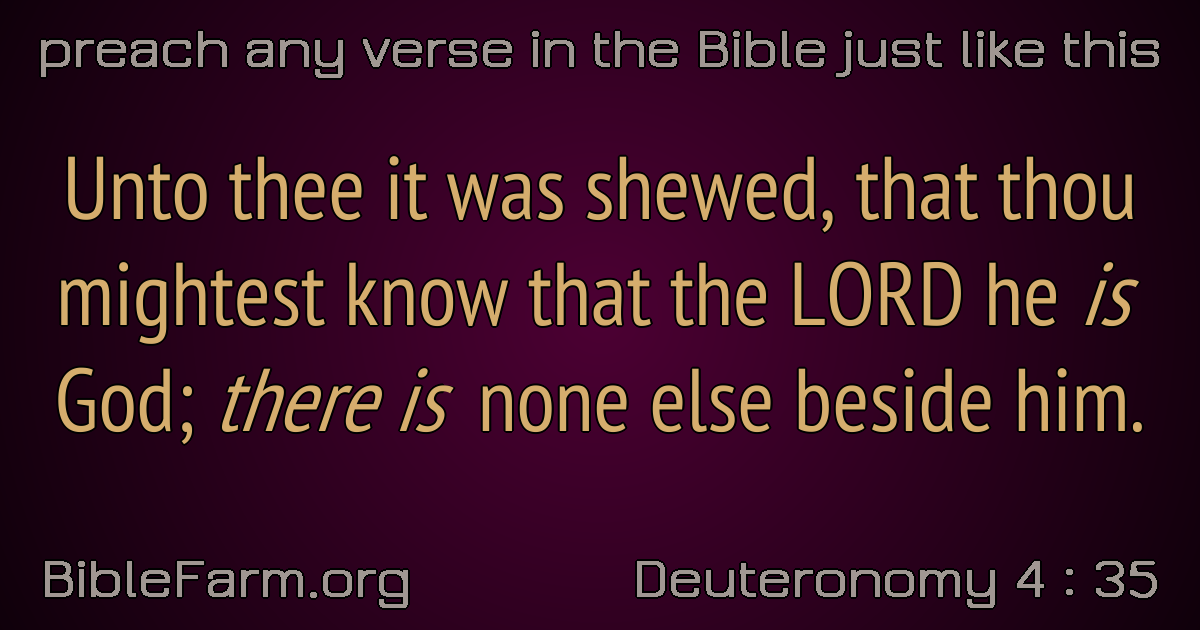 preach any verse in the Bible just like this
Unto thee it was shewed, that thou
mightest know that the LORD he is
God; there is none else beside him.
BibleFarm.org
Deuteronomy 4 : 35